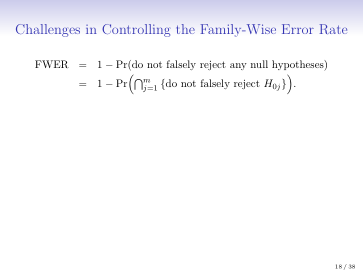 Challenges in Controlling the Family-Wise Error Rate
FWER = 1 − Pr(do not falsely reject any null hypotheses)
= 1 − Pr(⋂_{j=1}^{m} {do not falsely reject H_{0j}}).
18 / 38